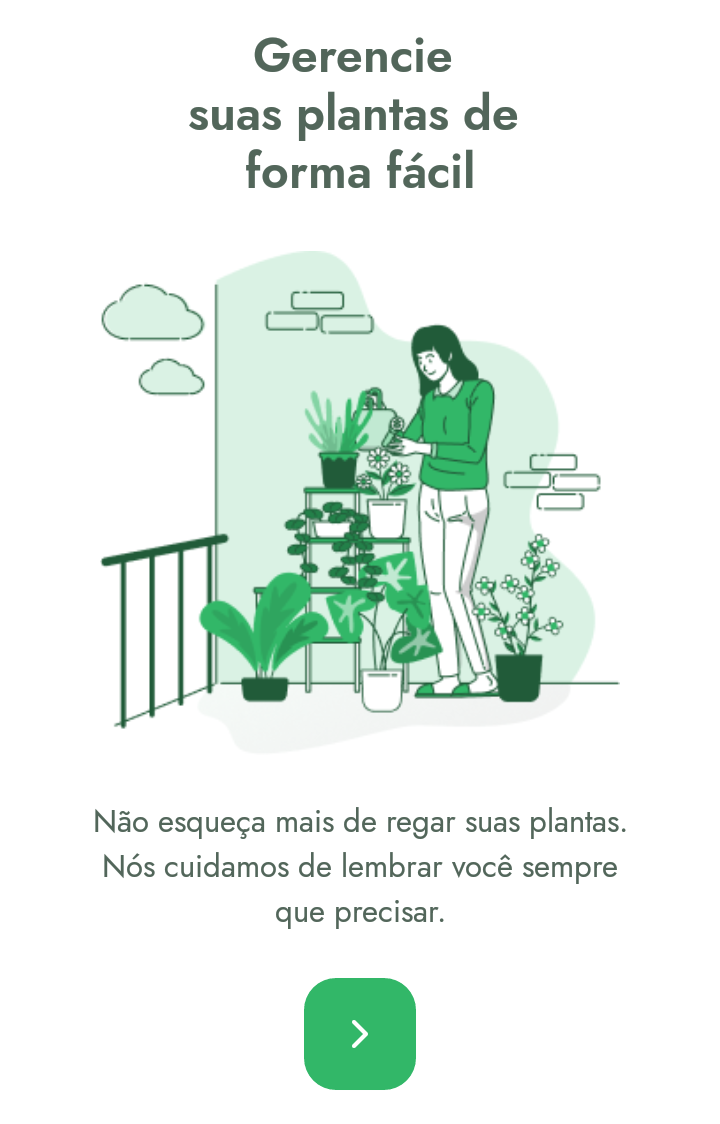 Gerencie
suas plantas de
forma fácil
Não esqueça mais de regar suas plantas.
Nós cuidamos de lembrar você sempre
que precisar.